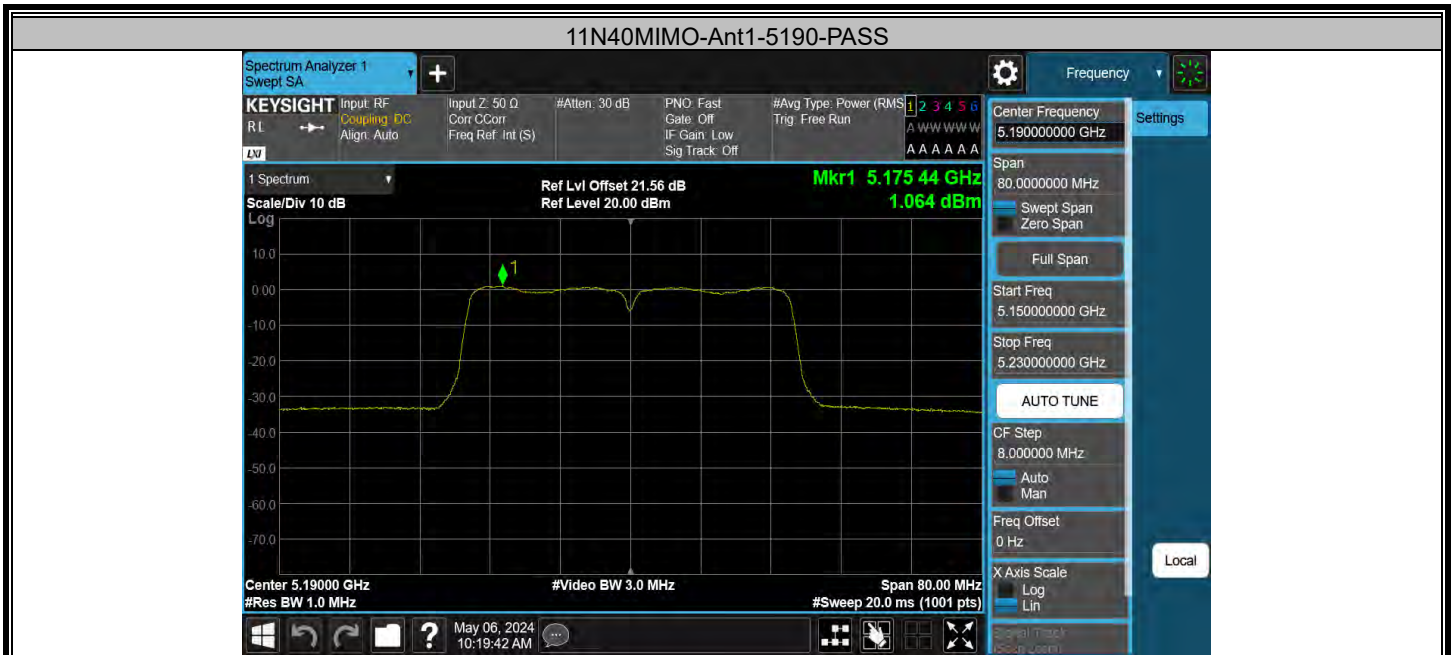 11N40MIMO-Ant1-5190-PASS
Spectrum Analyzer 1
Swept SA
+
Frequency
KEYSIGHT
RL
LXI
Input: RF
Coupling: DC
Align: Auto
Input Z: 50 Ω
Corr CCorr
Freq Ref: Int (S)
#Atten: 30 dB
PNO: Fast
Gate: Off
IF Gain: Low
Sig Track: Off
#Avg Type: Power (RMS
Trig: Free Run
1 2 3 4 5 6
A W W W W W
A A A A A A
Center Frequency
5.190000000 GHz
Settings
1 Spectrum
Scale/Div 10 dB
Log
Ref Lvl Offset 21.56 dB
Ref Level 20.00 dBm
Mkr1 5.175 44 GHz
1.064 dBm
Span
80.0000000 MHz
Swept Span
Zero Span
Full Span
Start Freq
5.150000000 GHz
Stop Freq
5.230000000 GHz
AUTO TUNE
CF Step
8.000000 MHz
Auto
Man
Freq Offset
0 Hz
X Axis Scale
Log
Lin
Local
1
10.0
0.00
-10.0
-20.0
-30.0
-40.0
-50.0
-60.0
-70.0
Center 5.19000 GHz
#Video BW 3.0 MHz
Span 80.00 MHz
#Res BW 1.0 MHz
#Sweep 20.0 ms (1001 pts)
?
May 06, 2024
10:19:42 AM